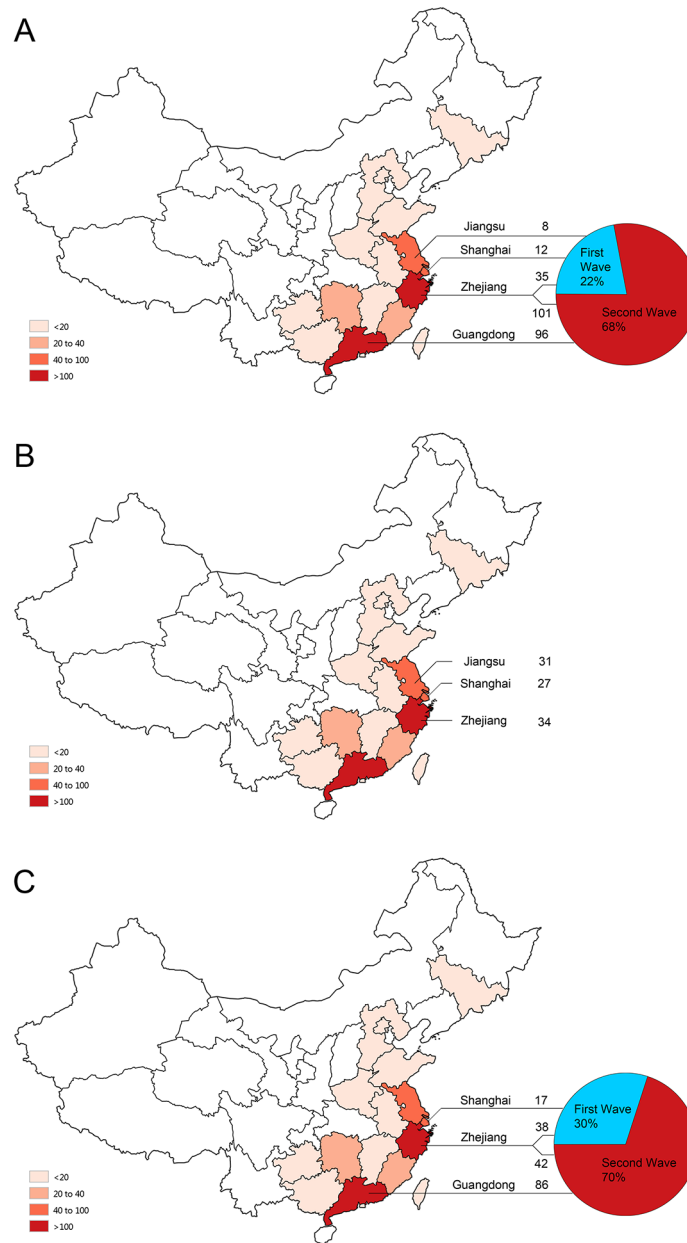 A
Jiangsu 8
Shanghai 12
Zhejiang 35
101
Guangdong 96
First
Wave
22%
Second Wave
68%
<20
20 to 40
40 to 100
>100
B
Jiangsu 31
Shanghai 27
Zhejiang 34
<20
20 to 40
40 to 100
>100
C
Shanghai 17
Zhejiang 38
42
Guangdong 86
First Wave
30%
Second Wave
70%
<20
20 to 40
40 to 100
>100